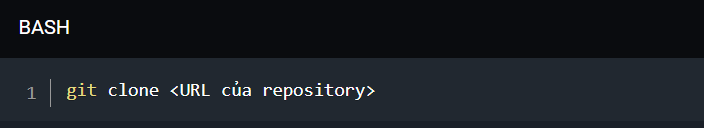 BASH
1 git clone <URL của repository>